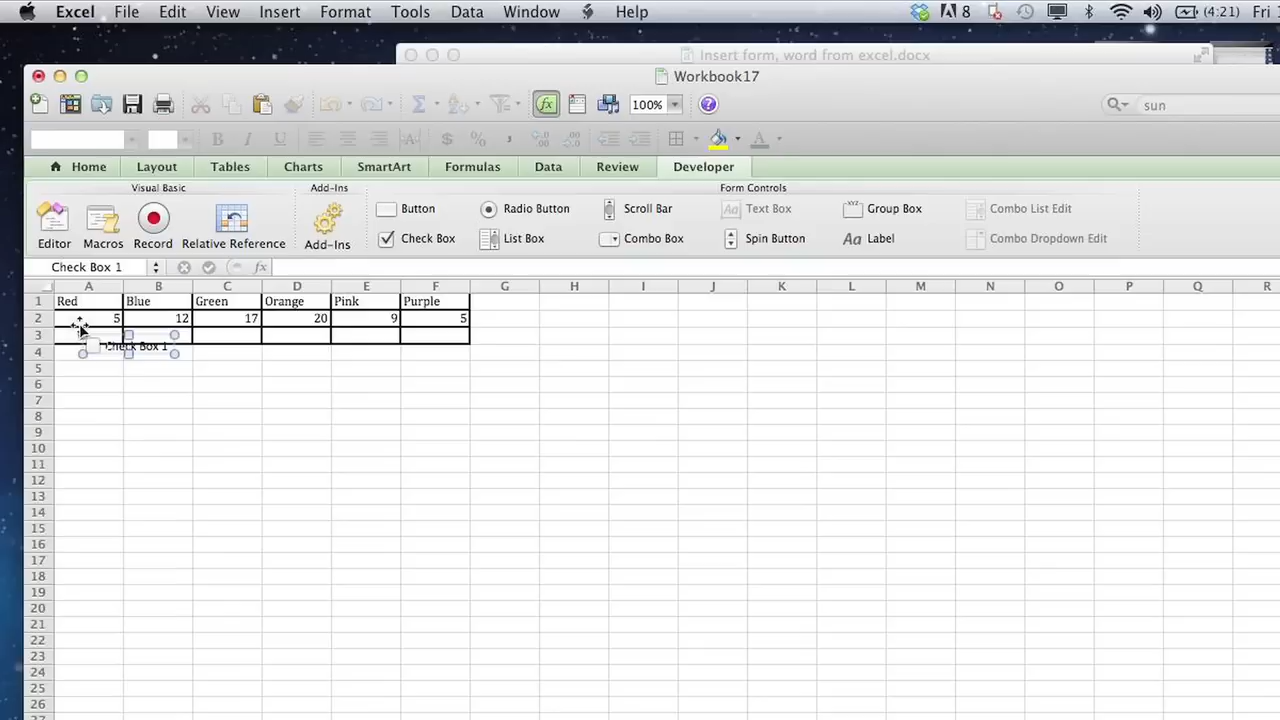 Excel File Edit View Insert Format Tools Data Window Help 8 (4:21) Fri
Insert form, word from excel.docx
Workbook17
100% sun
Home Layout Tables Charts SmartArt Formulas Data Review Developer
Visual Basic Add-Ins Form Controls
Button Radio Button Scroll Bar Text Box Group Box Combo List Edit
Editor Macros Record Relative Reference Add-Ins Check Box List Box Combo Box Spin Button Label Combo Dropdown Edit
Check Box 1 fx
A B C D E F G H I J K L M N O P Q R
1 Red Blue Green Orange Pink Purple
2 5 12 17 20 9 5
3
Check Box 1
4
5
6
7
8
9
10
11
12
13
14
15
16
17
18
19
20
21
22
23
24
25
26
27